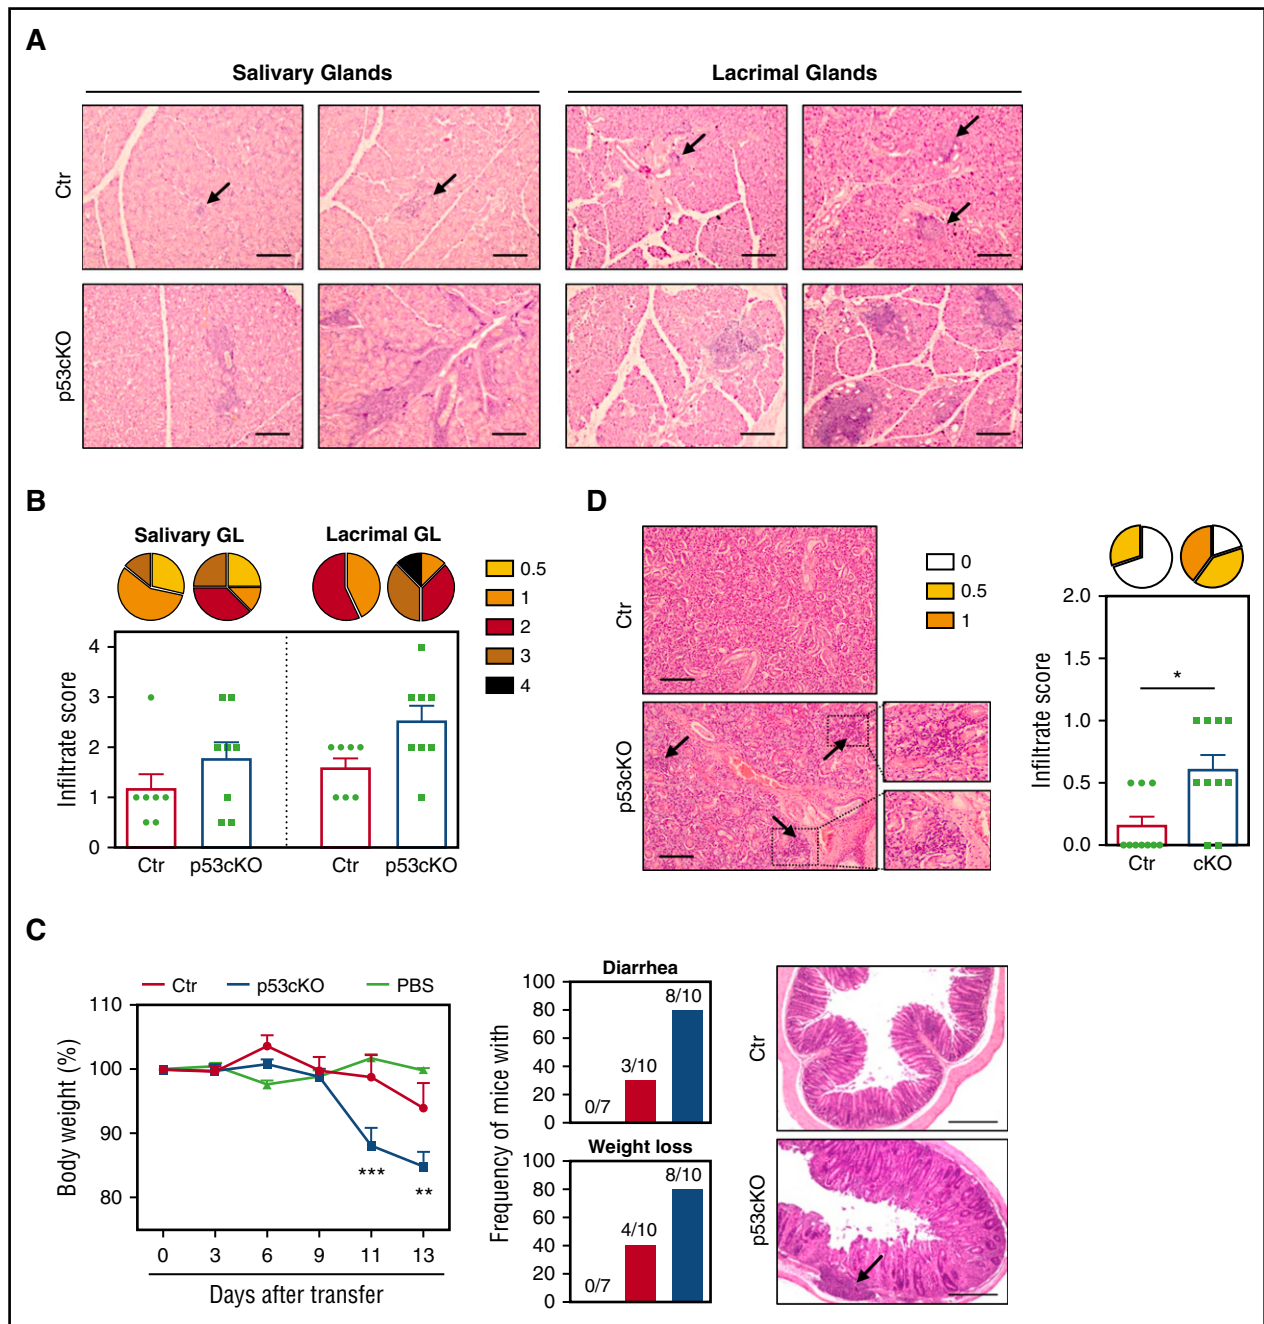 A
Salivary Glands
Lacrimal Glands
Ctr
p53cKO
B
Salivary GL
Lacrimal GL
0.5
1
2
3
4
Infiltrate score
4
3
2
1
0
Ctr
p53cKO
Ctr
p53cKO
D
Ctr
p53cKO
0
0.5
1
Infiltrate score
2.0
1.5
1.0
0.5
0.0
*
Ctr
cKO
C
Ctr
p53cKO
PBS
Body weight (%)
110
100
90
80
***
**
0 3 6 9 11 13
Days after transfer
Frequency of mice with
Diarrhea
100
80
60
40
20
0
0/7
3/10
8/10
Weight loss
100
80
60
40
20
0
0/7
4/10
8/10
Ctr
p53cKO